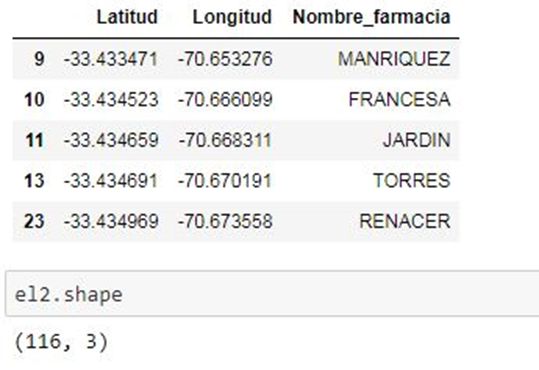 Latitud Longitud Nombre_farmacia
9 -33.433471 -70.653276 MANRIQUEZ
10 -33.434523 -70.666099 FRANCESA
11 -33.434659 -70.668311 JARDIN
13 -33.434691 -70.670191 TORRES
23 -33.434969 -70.673558 RENACER
el2.shape
(116, 3)